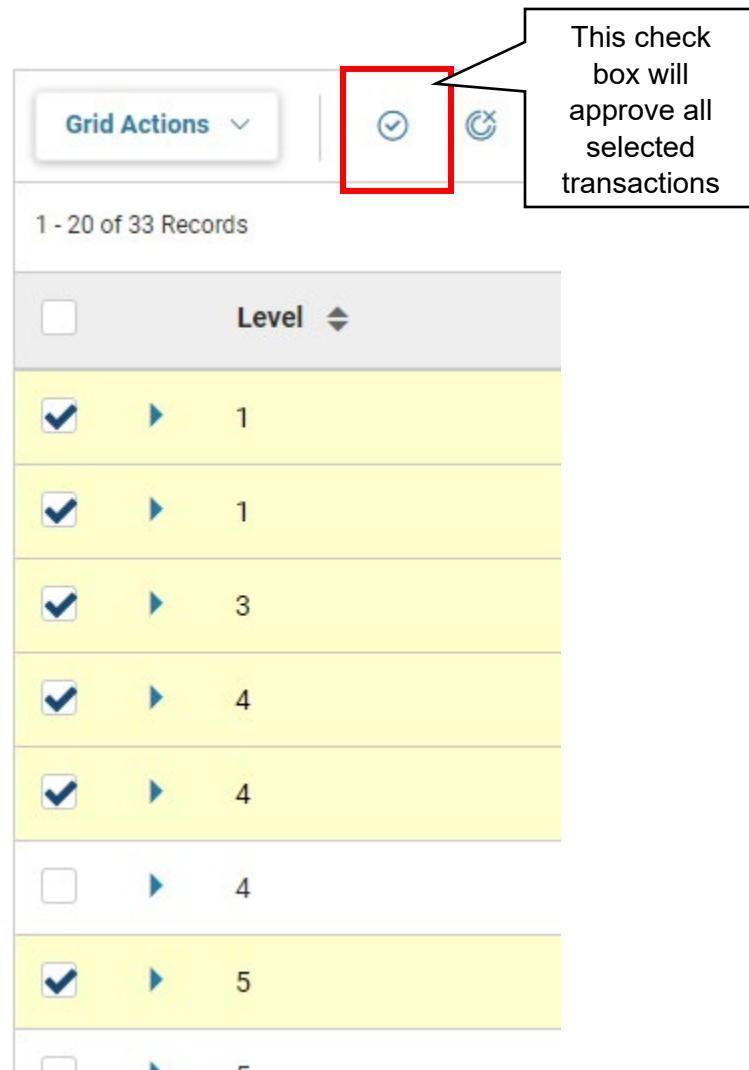 This check
box will
approve all
selected
transactions
Grid Actions
1 - 20 of 33 Records
Level
1
1
3
4
4
4
5